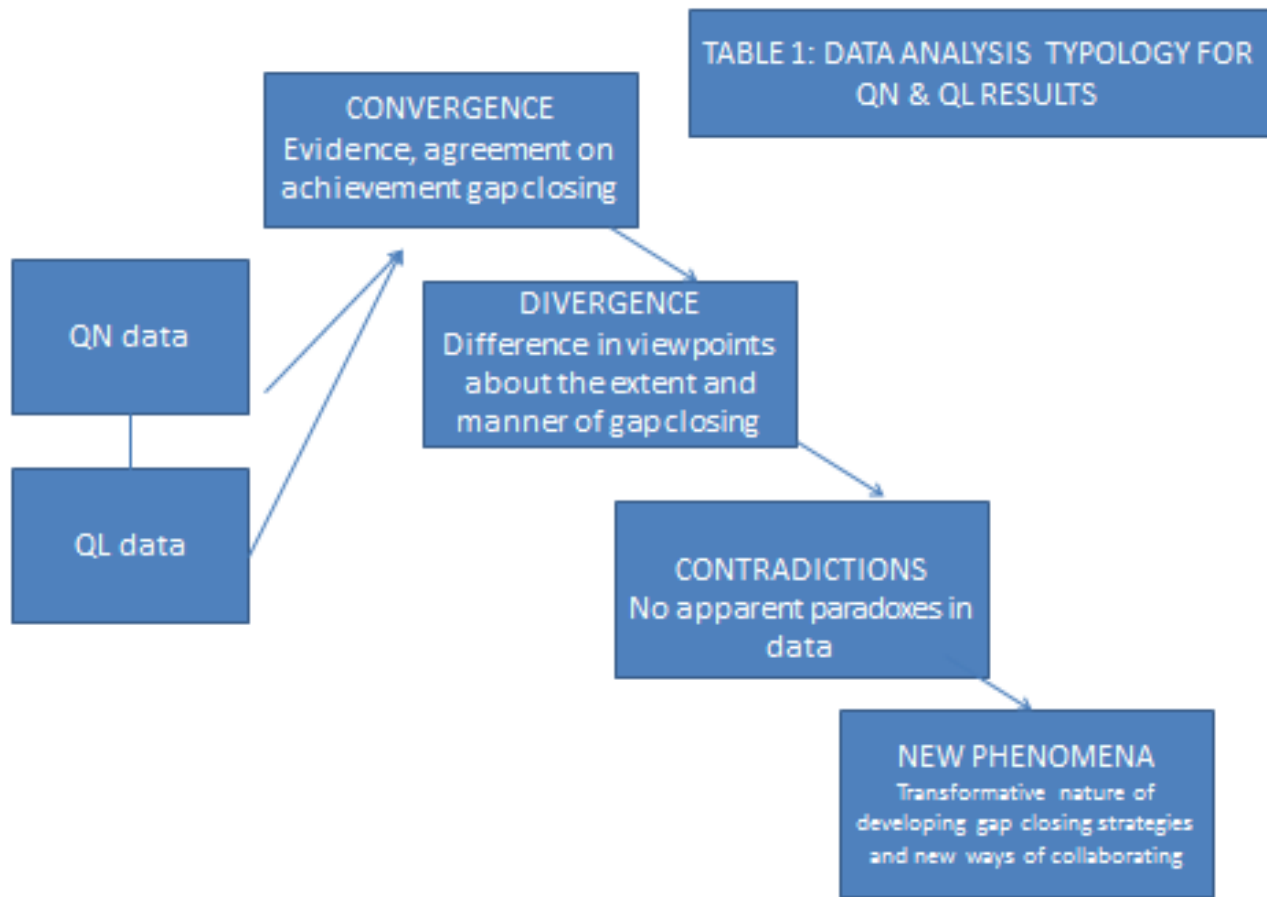 TABLE 1: DATA ANALYSIS TYPOLOGY FOR
QN & QL RESULTS
CONVERGENCE
Evidence, agreement on
achievement gap closing
QN data
QL data
DIVERGENCE
Difference in viewpoints
about the extent and
manner of gap closing
CONTRADICTIONS
No apparent paradoxes in
data
NEW PHENOMENA
Transformative nature of
developing gap closing strategies
and new ways of collaborating